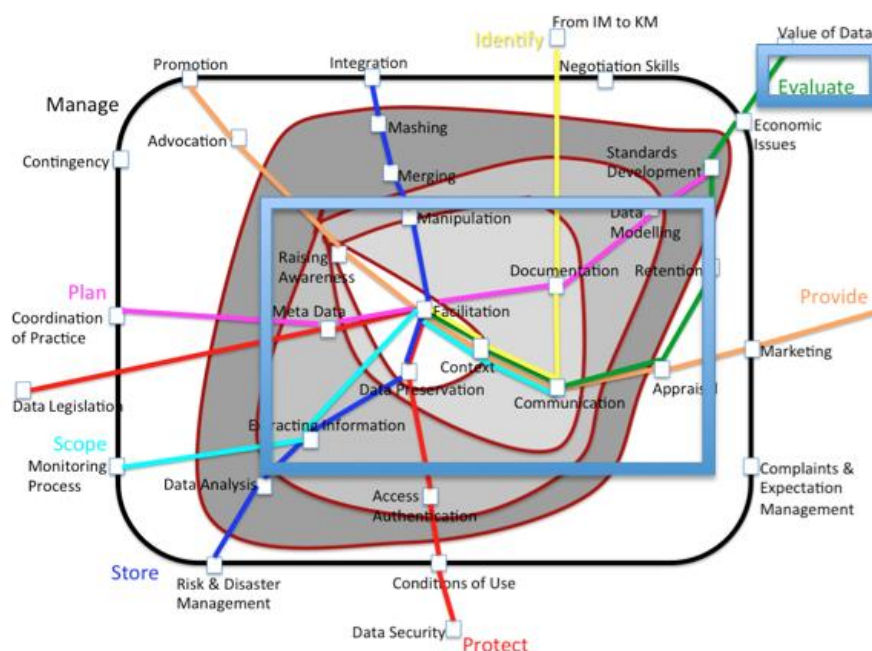 From IM to KM
Identify
Value of Data
Promotion
Integration
Negotiation Skills
Evaluate
Manage
Mashing
Economic
Issues
Advocation
Standards
Development
Contingency
Merging
Manipulation
Data
Modelling
Raising
Awareness
Documentation
Retention
Plan
Provide
Coordination
of Practice
Meta Data
Facilitation
Marketing
Context
Data Preservation
Communication
Appraisal
Data Legislation
Extracting Information
Scope
Monitoring
Process
Complaints &
Expectation
Management
Data Analysis
Access
Authentication
Store
Risk & Disaster
Management
Conditions of Use
Data Security
Protect